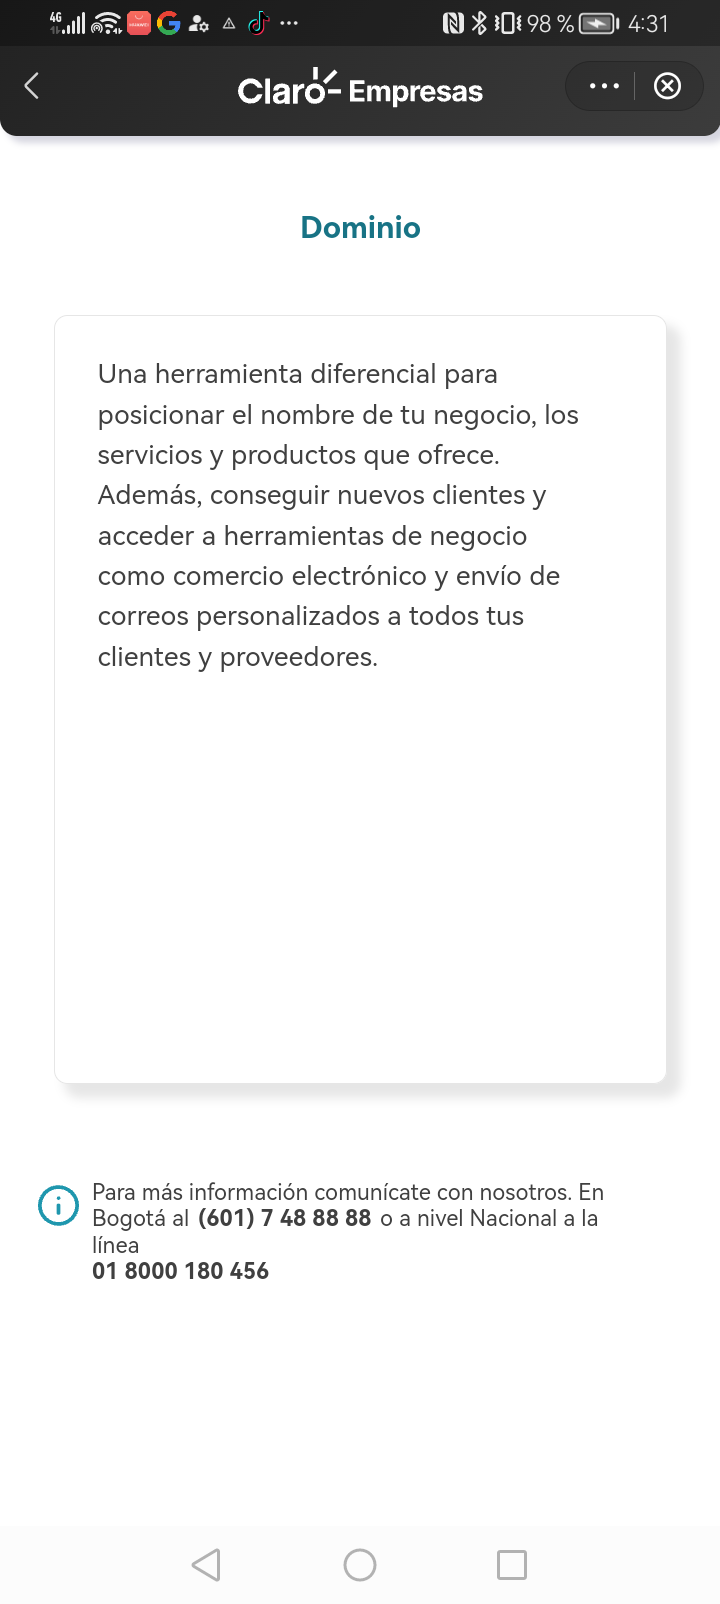 4G 98 % 4:31
Claro- Empresas
Dominio
Una herramienta diferencial para
posicionar el nombre de tu negocio, los
servicios y productos que ofrece.
Además, conseguir nuevos clientes y
acceder a herramientas de negocio
como comercio electrónico y envío de
correos personalizados a todos tus
clientes y proveedores.
Para más información comunícate con nosotros. En
Bogotá al (601) 7 48 88 88 o a nivel Nacional a la
línea
01 8000 180 456